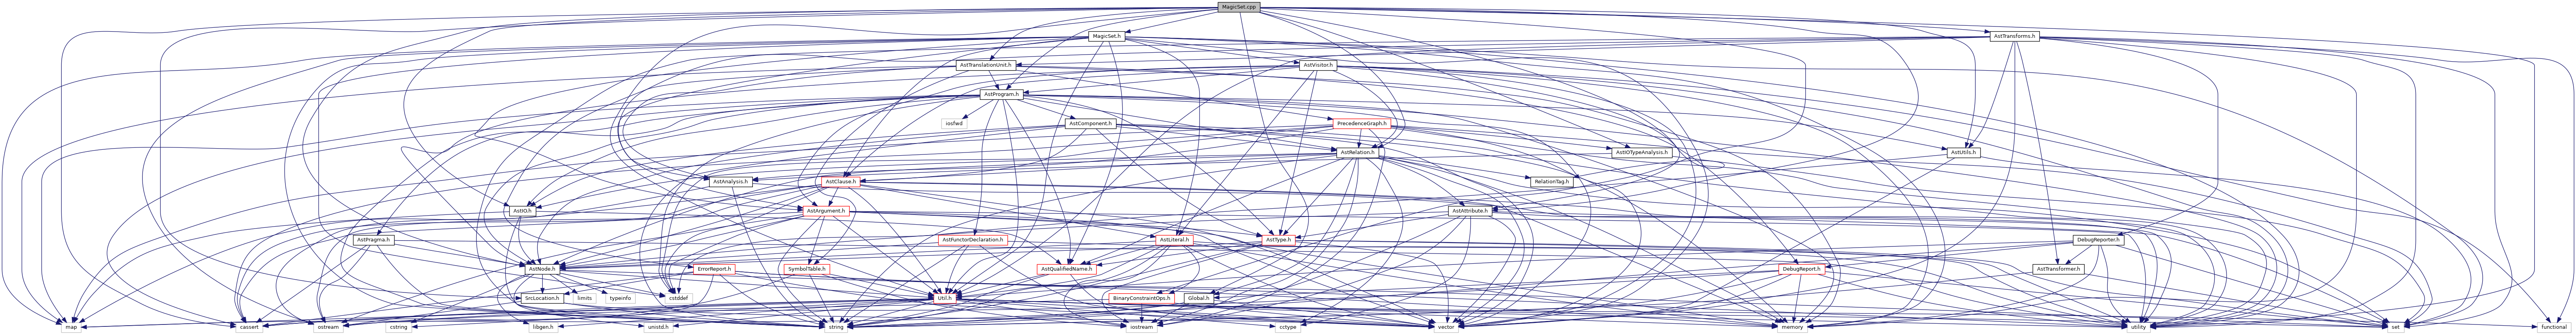 MagicSet.cpp
MagicSet.h
AstTransforms.h
AstTranslationUnit.h
AstVisitor.h
AstProgram.h
iosfwd
AstComponent.h
PrecedenceGraph.h
AstRelation.h
AstIOTypeAnalysis.h
AstUtils.h
AstAnalysis.h
AstClause.h
RelationTag.h
AstIO.h
AstArgument.h
AstAttribute.h
AstPragma.h
AstFunctorDeclaration.h
AstLiteral.h
AstType.h
DebugReporter.h
AstNode.h
ErrorReport.h
SymbolTable.h
AstQualifiedName.h
DebugReport.h
AstTransformer.h
SrcLocation.h
limits
typeinfo
cstddef
Util.h
BinaryConstraintOps.h
Global.h
map
cassert
ostream
cstring
libgen.h
unistd.h
string
iostream
cctype
vector
memory
utility
set
functional